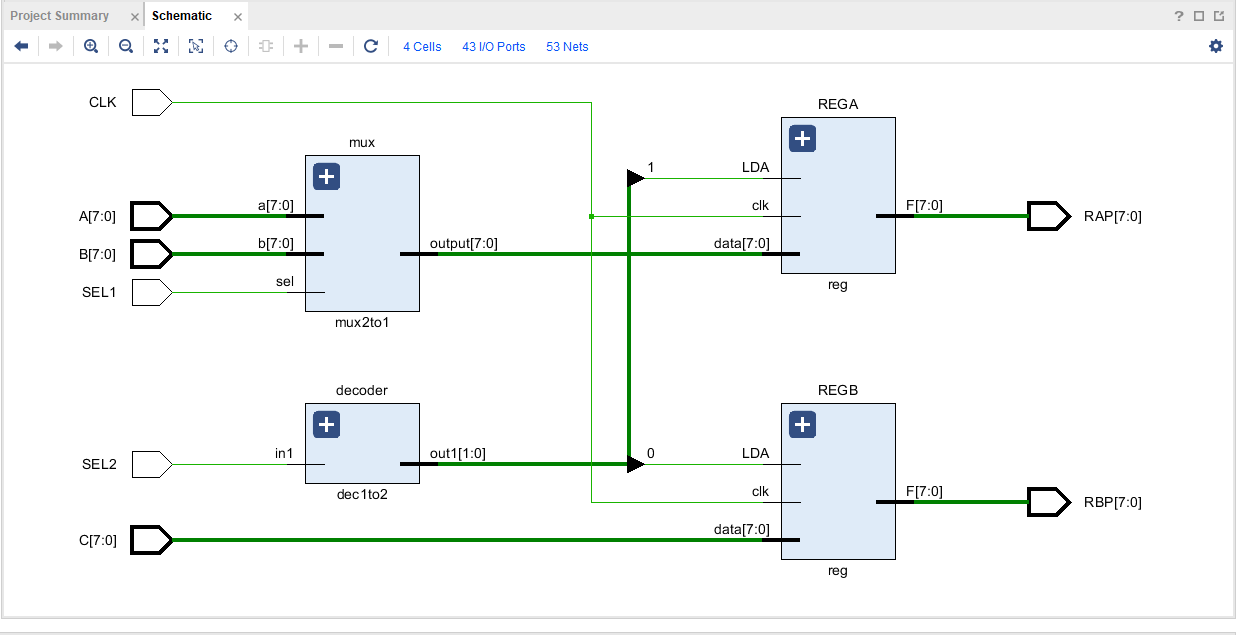 Project Summary
Schematic
4 Cells
43 I/O Ports
53 Nets
CLK
REGA
mux
1
LDA
A[7:0]
a[7:0]
clk
F[7:0]
RAP[7:0]
B[7:0]
b[7:0]
output[7:0]
data[7:0]
SEL1
sel
reg
mux2to1
decoder
REGB
SEL2
in1
out1[1:0]
0
LDA
dec1to2
clk
F[7:0]
RBP[7:0]
C[7:0]
data[7:0]
reg